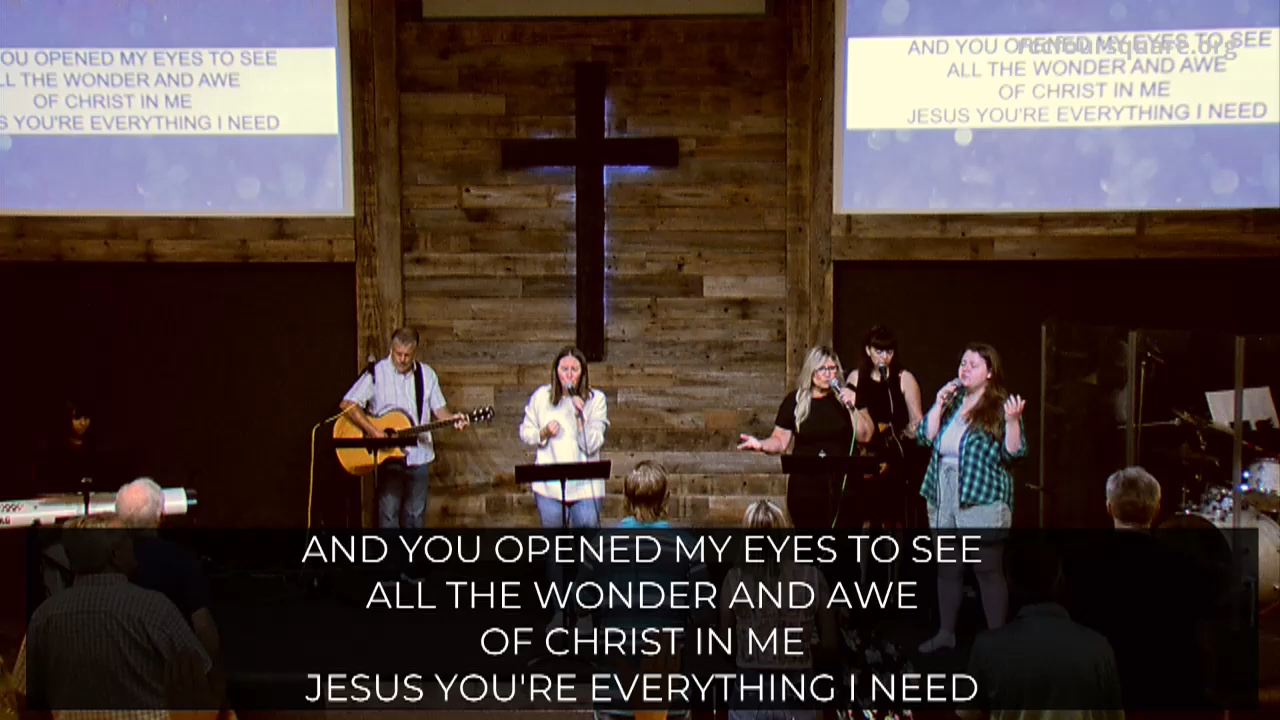 OU OPENED MY EYES TO SEE
LL THE WONDER AND AWE
OF CHRIST IN ME
S YOU'RE EVERYTHING I NEED
AND YOU OPENED MY EYES TO SEE
ALL THE WONDER AND AWE
OF CHRIST IN ME
JESUS YOU'RE EVERYTHING I NEED
AND YOU OPENED MY EYES TO SEE
ALL THE WONDER AND AWE
OF CHRIST IN ME
JESUS YOU'RE EVERYTHING I NEED